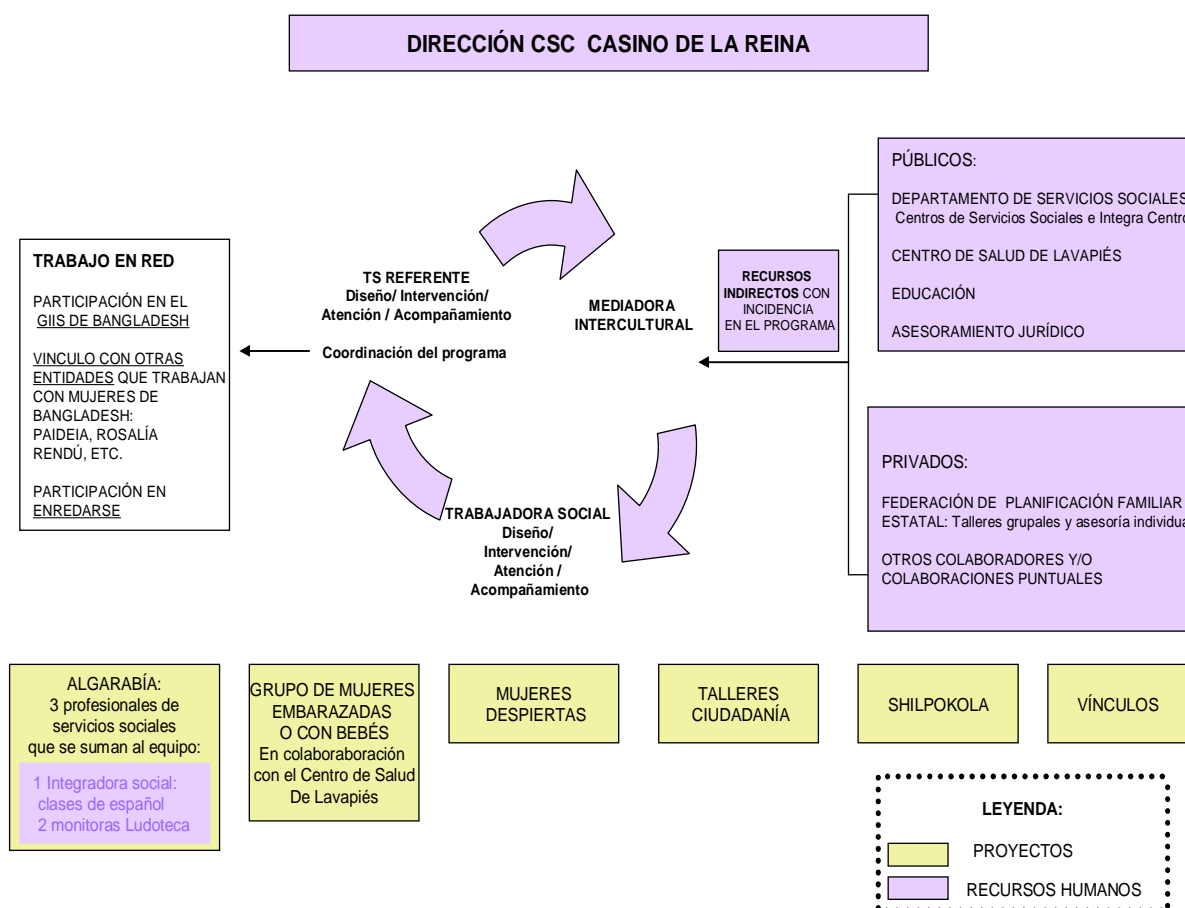 DIRECCIÓN CSC CASINO DE LA REINA
TRABAJO EN RED
PARTICIPACIÓN EN EL
GIIS DE BANGLADESH
VINCULO CON OTRAS
ENTIDADES QUE TRABAJAN
CON MUJERES DE
BANGLADESH:
PAIDEIA, ROSALÍA
RENDÚ, ETC.
PARTICIPACIÓN EN
ENREDARSE
TS REFERENTE
Diseño/ Intervención/
Atención / Acompañamiento
Coordinación del programa
MEDIADORA
INTERCULTURAL
TRABAJADORA SOCIAL
Diseño/
Intervención/
Atención /
Acompañamiento
RECURSOS
INDIRECTOS CON
INCIDENCIA
EN EL PROGRAMA
PÚBLICOS:
DEPARTAMENTO DE SERVICIOS SOCIALES
Centros de Servicios Sociales e Integra Centro
CENTRO DE SALUD DE LAVAPIÉS
EDUCACIÓN
ASESORAMIENTO JURÍDICO
PRIVADOS:
FEDERACIÓN DE PLANIFICACIÓN FAMILIAR
ESTATAL: Talleres grupales y asesoría
OTROS COLABORADORES Y/O
COLABORACIONES PUNTUALES
ALGARABÍA:
3 profesionales de
servicios sociales
que se suman al equipo:
1 Integradora social:
clases de español
2 monitoras Ludoteca
GRUPO DE MUJERES
EMBARAZADAS
O CON BEBÉS
En colaboraboración
con el Centro de Salud
De Lavapiés
MUJERES
DESPIERTAS
TALLERES
CIUDADANÍA
SHILPOKOLA
VÍNCULOS
LEYENDA:
PROYECTOS
RECURSOS HUMANOS